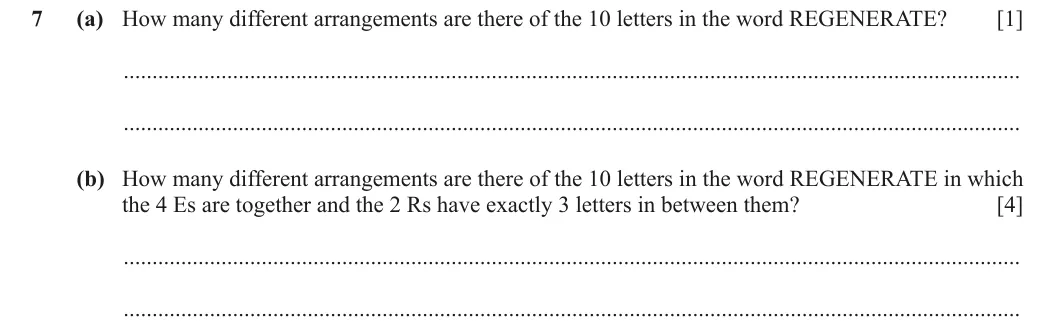 7 (a) How many different arrangements are there of the 10 letters in the word REGENERATE? [1]
(b) How many different arrangements are there of the 10 letters in the word REGENERATE in which
the 4 Es are together and the 2 Rs have exactly 3 letters in between them? [4]